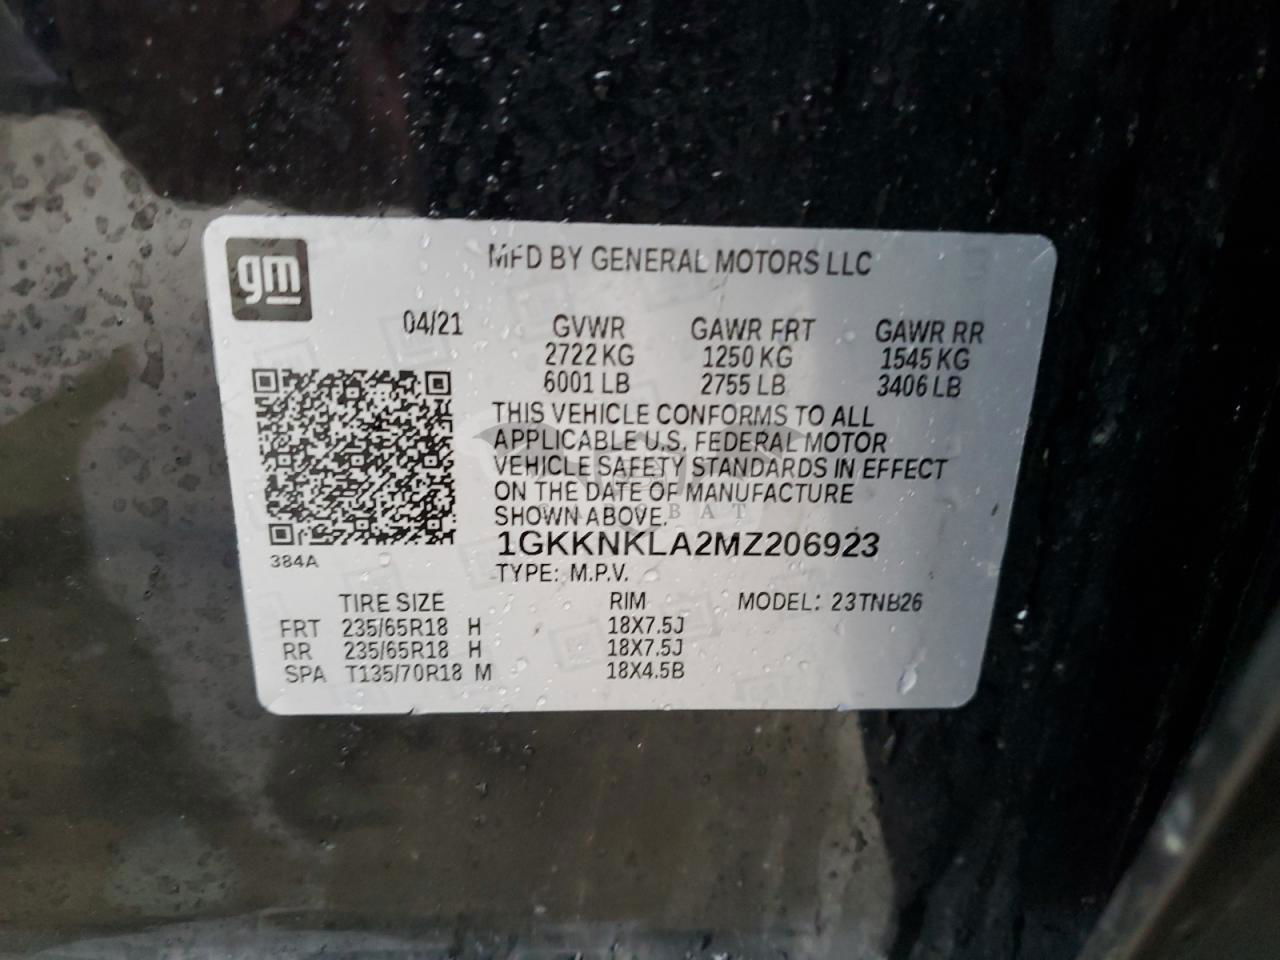 gm
MFD BY GENERAL MOTORS LLC
04/21
GVWR GAWR FRT GAWR RR
2722 KG 1250 KG 1545 KG
6001 LB 2755 LB 3406 LB
THIS VEHICLE CONFORMS TO ALL
APPLICABLE U.S. FEDERAL MOTOR
VEHICLE SAFETY STANDARDS IN EFFECT
ON THE DATE OF MANUFACTURE
SHOWN ABOVE.
1GKKNKLA2MZ206923
384A
TYPE: M.P.V.
TIRE SIZE RIM MODEL: 23TNB26
FRT 235/65R18 H 18X7.5J
RR 235/65R18 H 18X7.5J
SPA T135/70R18 M 18X4.5B